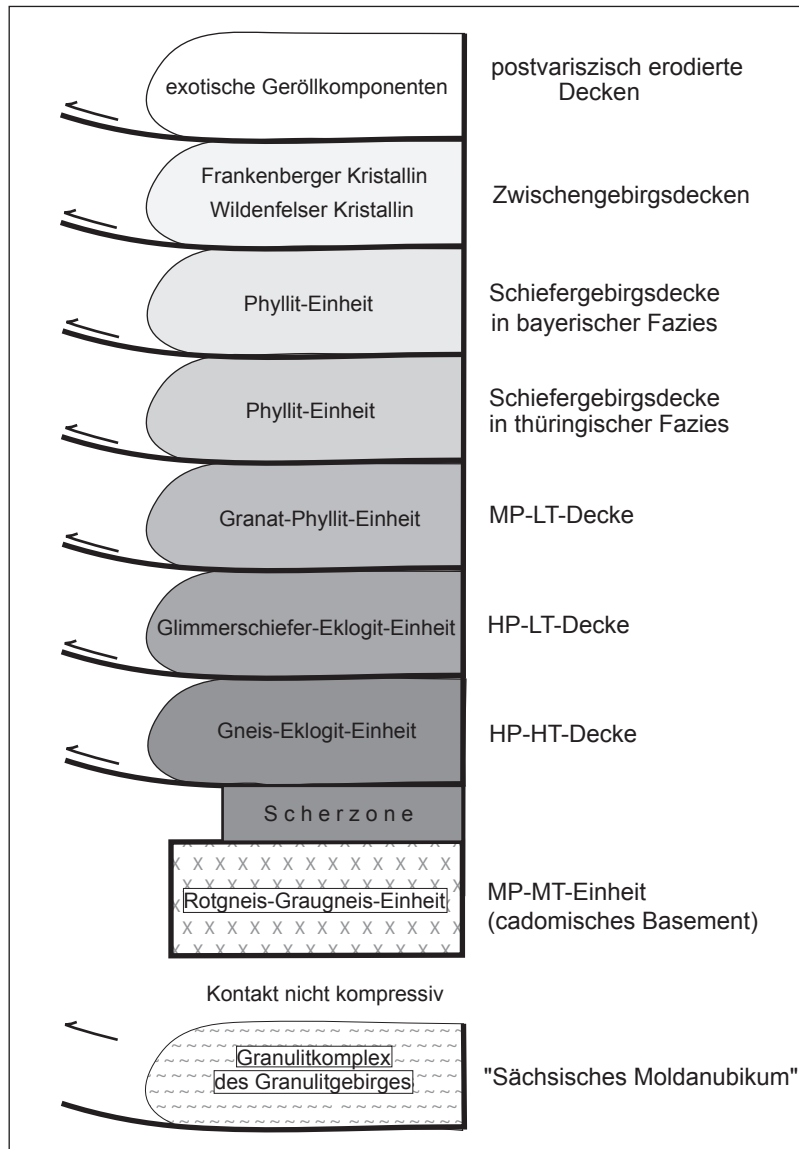 exotische Geröllkomponenten
postvariszisch erodierte
Decken
Frankenberger Kristallin
Wildenfelser Kristallin
Zwischengebirgsdecken
Phyllit-Einheit
Schiefergebirgsdecke
in bayerischer Fazies
Phyllit-Einheit
Schiefergebirgsdecke
in thüringischer Fazies
Granat-Phyllit-Einheit
MP-LT-Decke
Glimmerschiefer-Eklogit-Einheit
HP-LT-Decke
Gneis-Eklogit-Einheit
HP-HT-Decke
Scherzone
Rotgneis-Graugneis-Einheit
MP-MT-Einheit
(cadomisches Basement)
Kontakt nicht kompressiv
Granulitkomplex
des Granulitgebirges
"Sächsisches Moldanubikum"